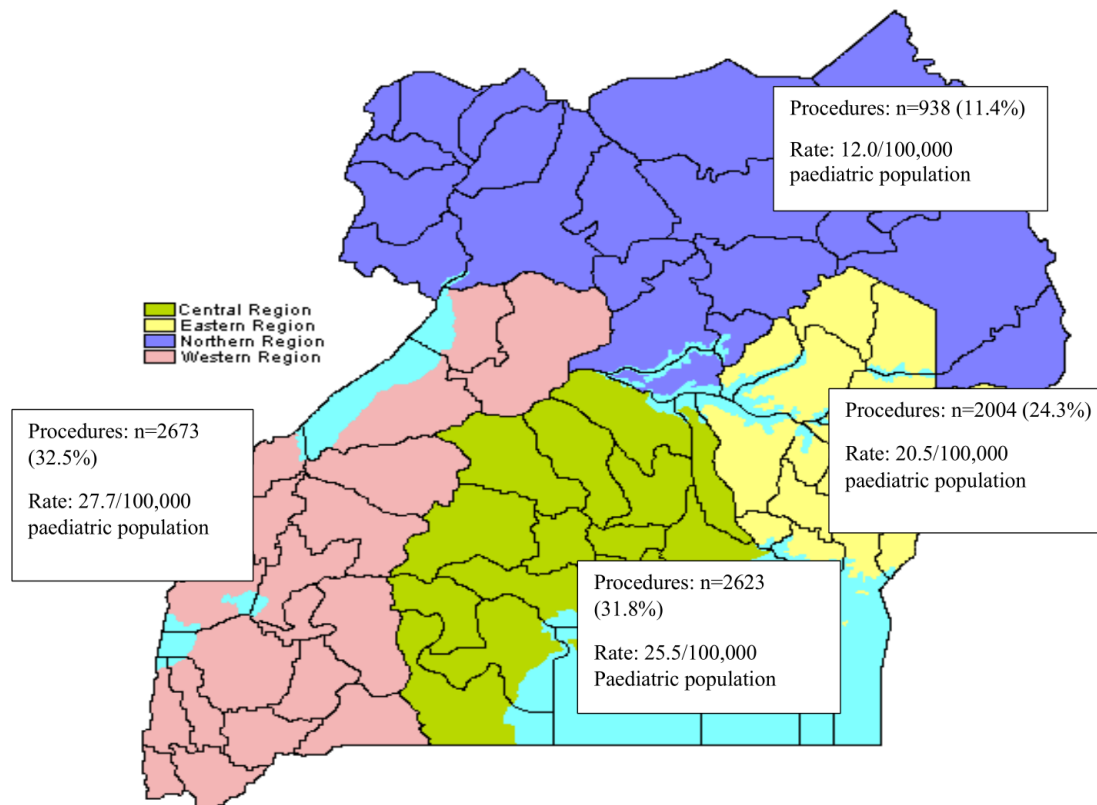 Procedures: n=938 (11.4%)
Rate: 12.0/100,000
paediatric population
Central Region
Eastern Region
Northern Region
Western Region
Procedures: n=2004 (24.3%)
Rate: 20.5/100,000
paediatric population
Procedures: n=2673
(32.5%)
Rate: 27.7/100,000
paediatric population
Procedures: n=2623
(31.8%)
Rate: 25.5/100,000
Paediatric population